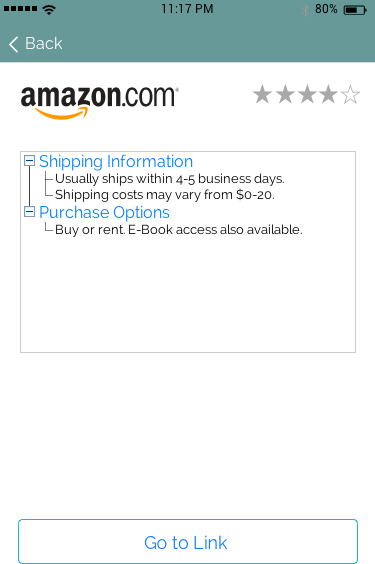 11:17 PM 80%
Back
amazon.com
Shipping Information
Usually ships within 4-5 business days.
Shipping costs may vary from $0-20.
Purchase Options
Buy or rent. E-Book access also available.
Go to Link